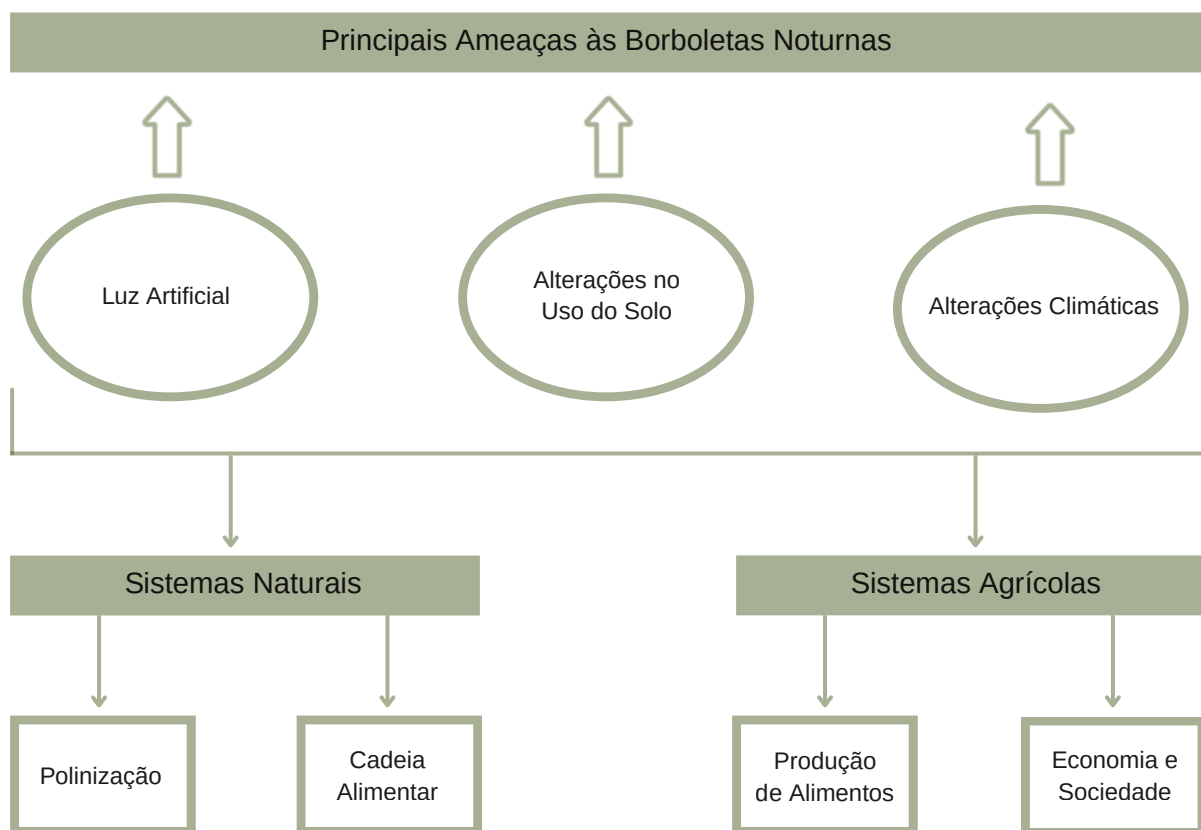 Principais Ameaças às Borboletas Noturnas
Luz Artificial
Alterações no
Uso do Solo
Alterações Climáticas
Sistemas Naturais
Sistemas Agrícolas
Polinização
Cadeia
Alimentar
Produção
de Alimentos
Economia e
Sociedade